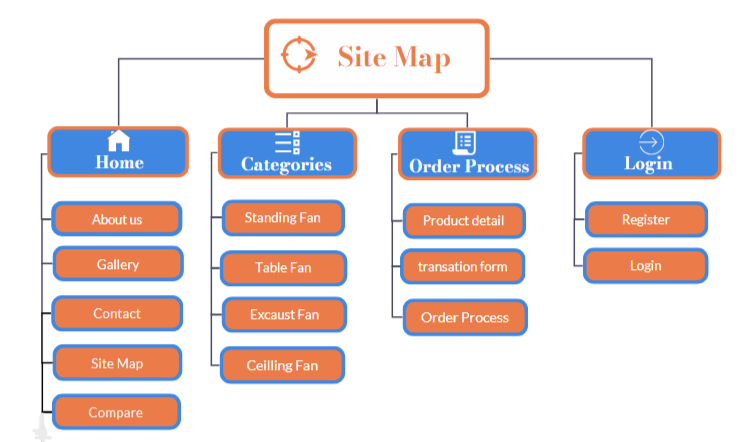 Site Map
Home
About us
Gallery
Contact
Site Map
Compare
Categories
Standing Fan
Table Fan
Excaust Fan
Ceilling Fan
Order Process
Product detail
transation form
Order Process
Login
Register
Login